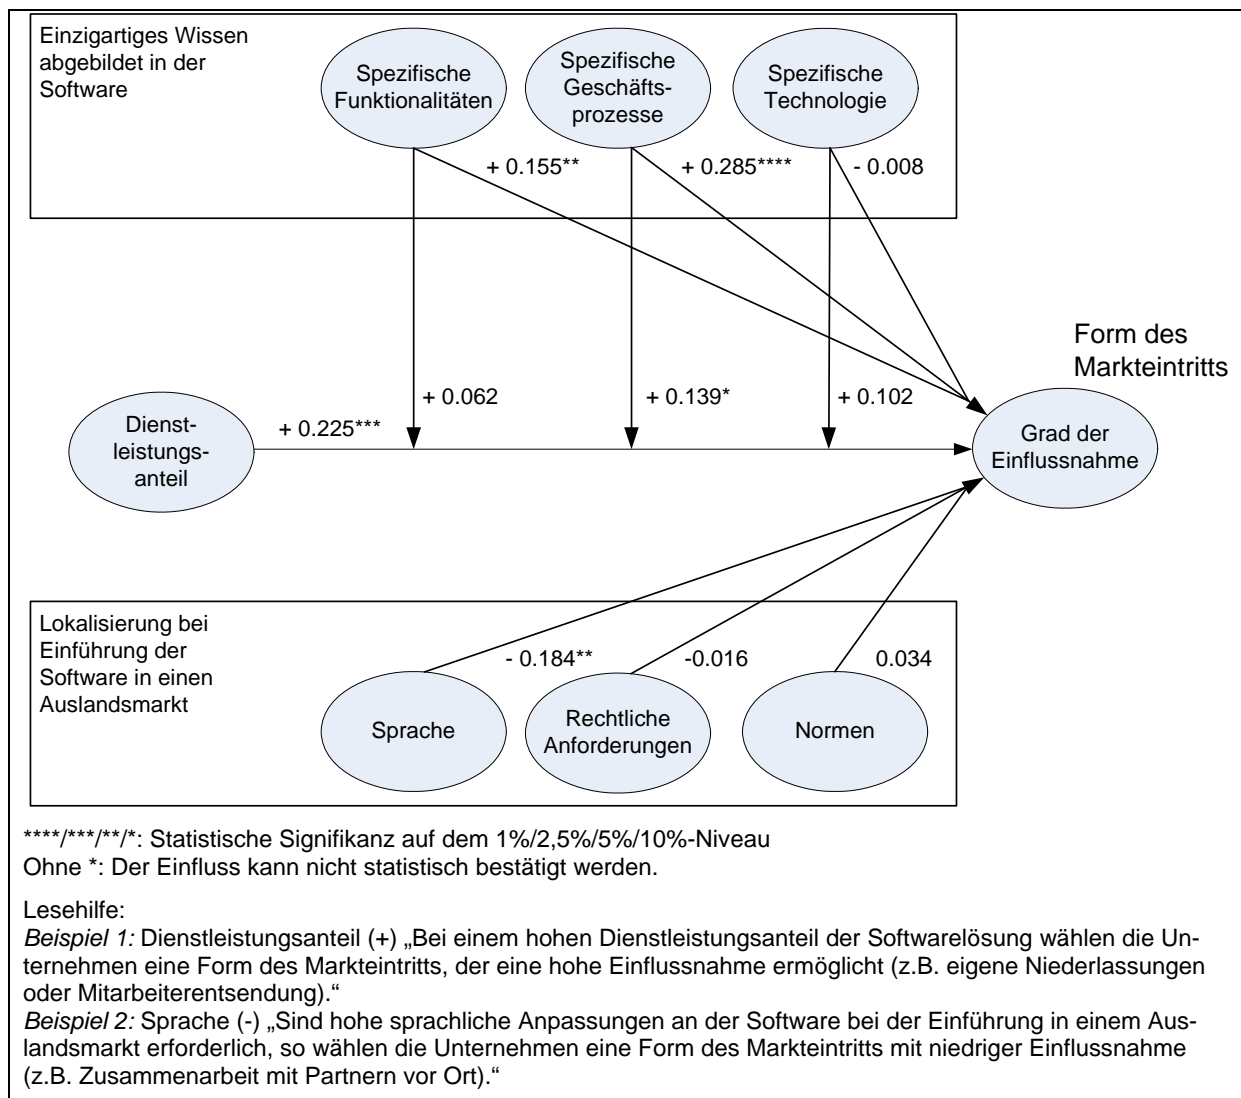 Einzigartiges Wissen
abgebildet in der
Software
Spezifische
Funktionalitäten
Spezifische
Geschäfts-
prozesse
Spezifische
Technologie
+ 0.155**
+ 0.285****
- 0.008
Form des
Markteintritts
+ 0.062
+ 0.139*
+ 0.102
Dienst-
leistungs-
anteil
+ 0.225***
Grad der
Einflussnahme
Lokalisierung bei
Einführung der
Software in einen
Auslandsmarkt
- 0.184**
-0.016
0.034
Sprache
Rechtliche
Anforderungen
Normen
****/***/**/*: Statistische Signifikanz auf dem 1%/2,5%/5%/10%-Niveau
Ohne *: Der Einfluss kann nicht statistisch bestätigt werden.
Lesehilfe:
Beispiel 1: Dienstleistungsanteil (+) „Bei einem hohen Dienstleistungsanteil der Softwarelösung wählen die Un-
ternehmen eine Form des Markteintritts, der eine hohe Einflussnahme ermöglicht (z.B. eigene Niederlassungen
oder Mitarbeiterentsendung).“
Beispiel 2: Sprache (-) „Sind hohe sprachliche Anpassungen an der Software bei der Einführung in einem Aus-
landsmarkt erforderlich, so wählen die Unternehmen eine Form des Markteintritts mit niedriger Einflussnahme
(z.B. Zusammenarbeit mit Partnern vor Ort).“